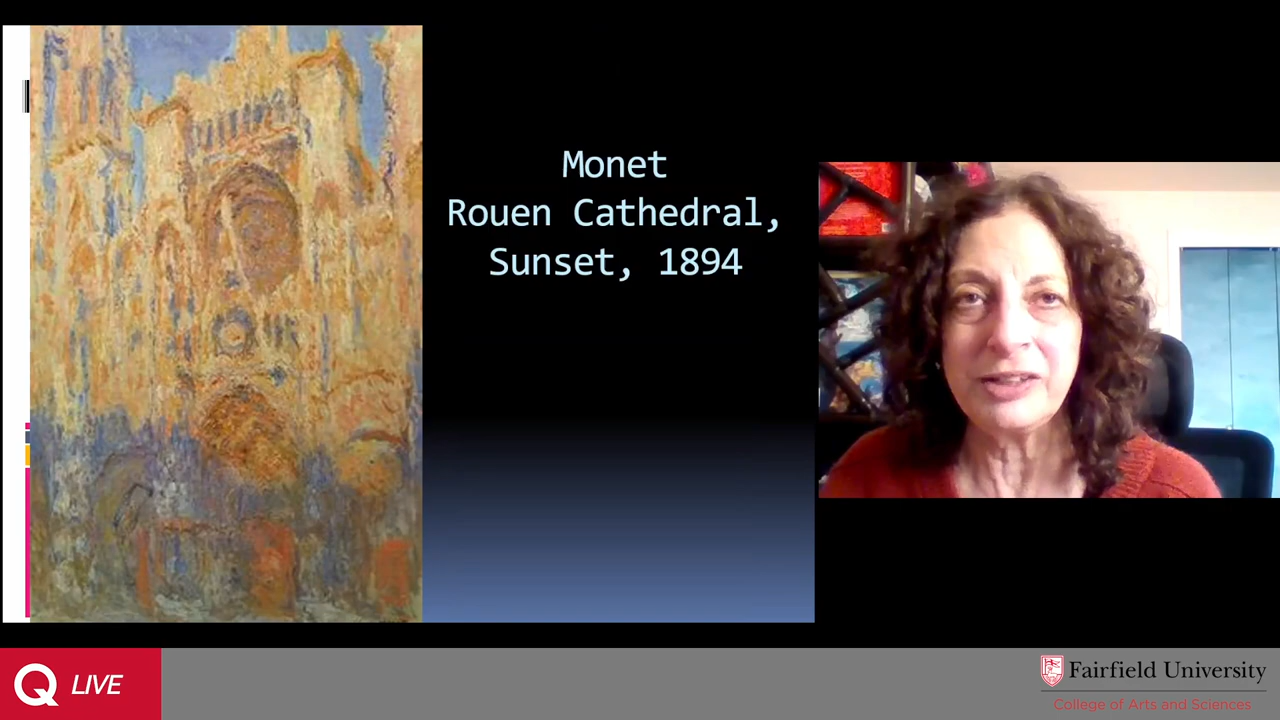 Monet
Rouen Cathedral,
Sunset, 1894
Q LIVE
Fairfield University
College of Arts and Sciences